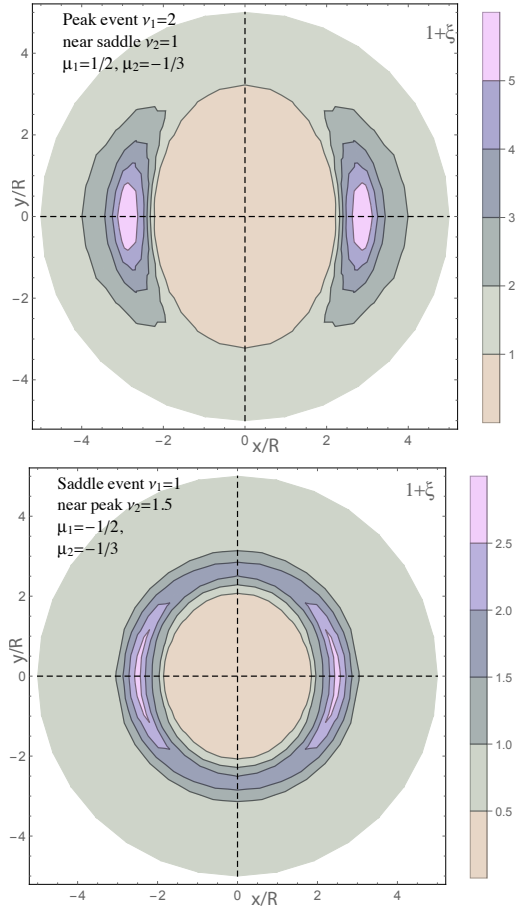 Peak event ν₁=2
near saddle ν₂=1
μ₁=1/2, μ₂=−1/3
1+ξ
y/R
4
2
0
−2
−4
−4
−2
0
2
4
x/R
5
4
3
2
1
Saddle event ν₁=1
near peak ν₂=1.5
μ₁=−1/2,
μ₂=−1/3
1+ξ
y/R
4
2
0
−2
−4
−4
−2
0
2
4
x/R
2.5
2.0
1.5
1.0
0.5